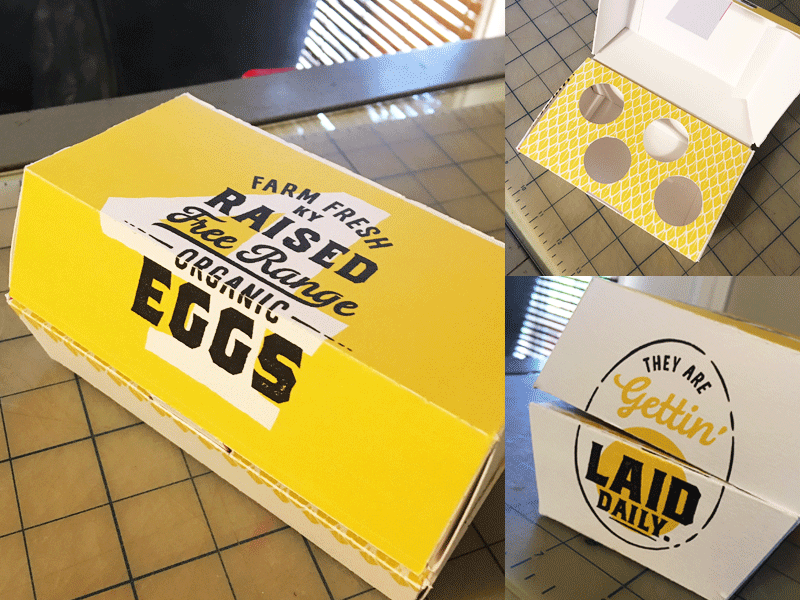 FARM FRESH
KY
RAISED
Free Range
ORGANIC
EGGS
THEY ARE
Gettin'
LAID
DAILY.